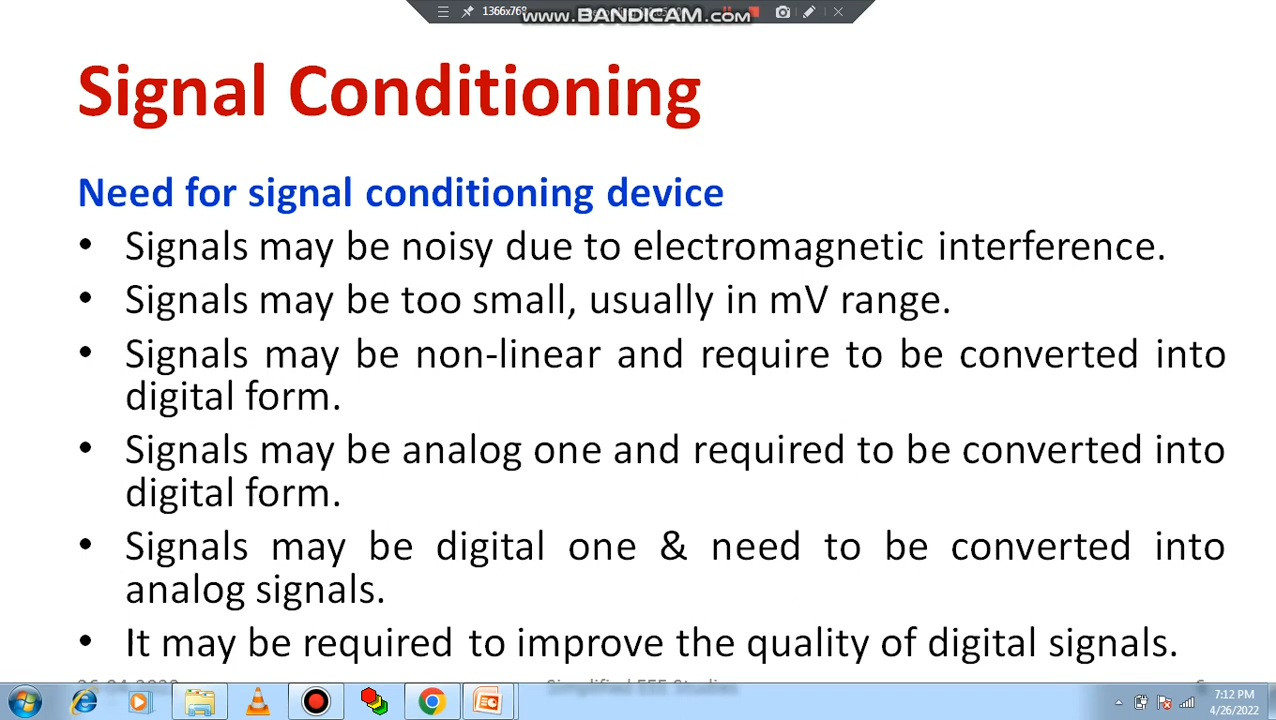 1366x768
www.BANDICAM.com
Signal Conditioning
Need for signal conditioning device
• Signals may be noisy due to electromagnetic interference.
• Signals may be too small, usually in mV range.
• Signals may be non-linear and require to be converted into
digital form.
• Signals may be analog one and required to be converted into
digital form.
• Signals may be digital one & need to be converted into
analog signals.
• It may be required to improve the quality of digital signals.
Simplified EEE Studies
7:12 PM
4/26/2022